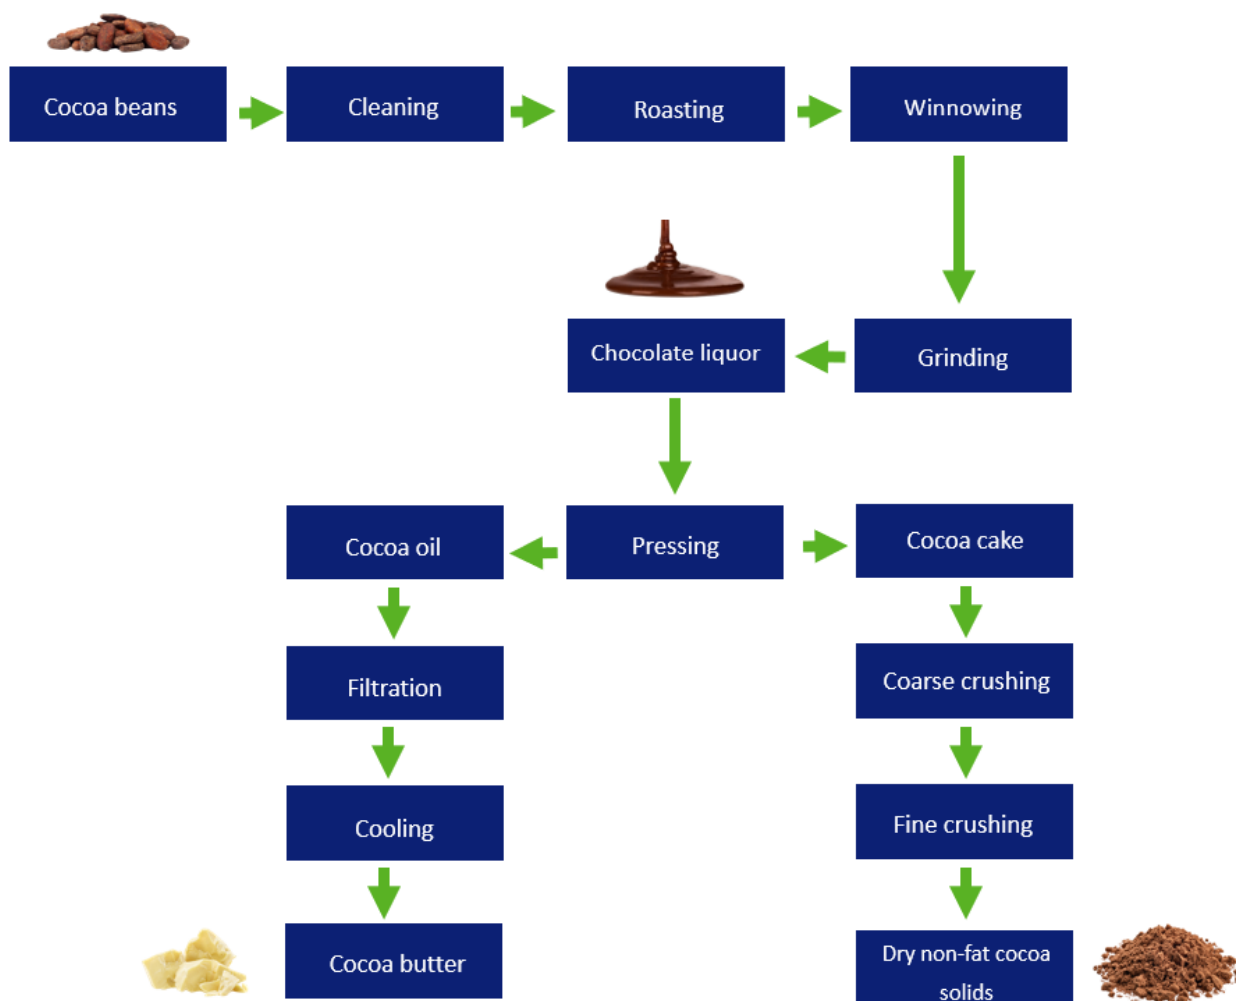 Cocoa beans
Cleaning
Roasting
Winnowing
Chocolate liquor
Grinding
Cocoa oil
Pressing
Cocoa cake
Filtration
Coarse crushing
Cooling
Fine crushing
Cocoa butter
Dry non-fat cocoa
solids